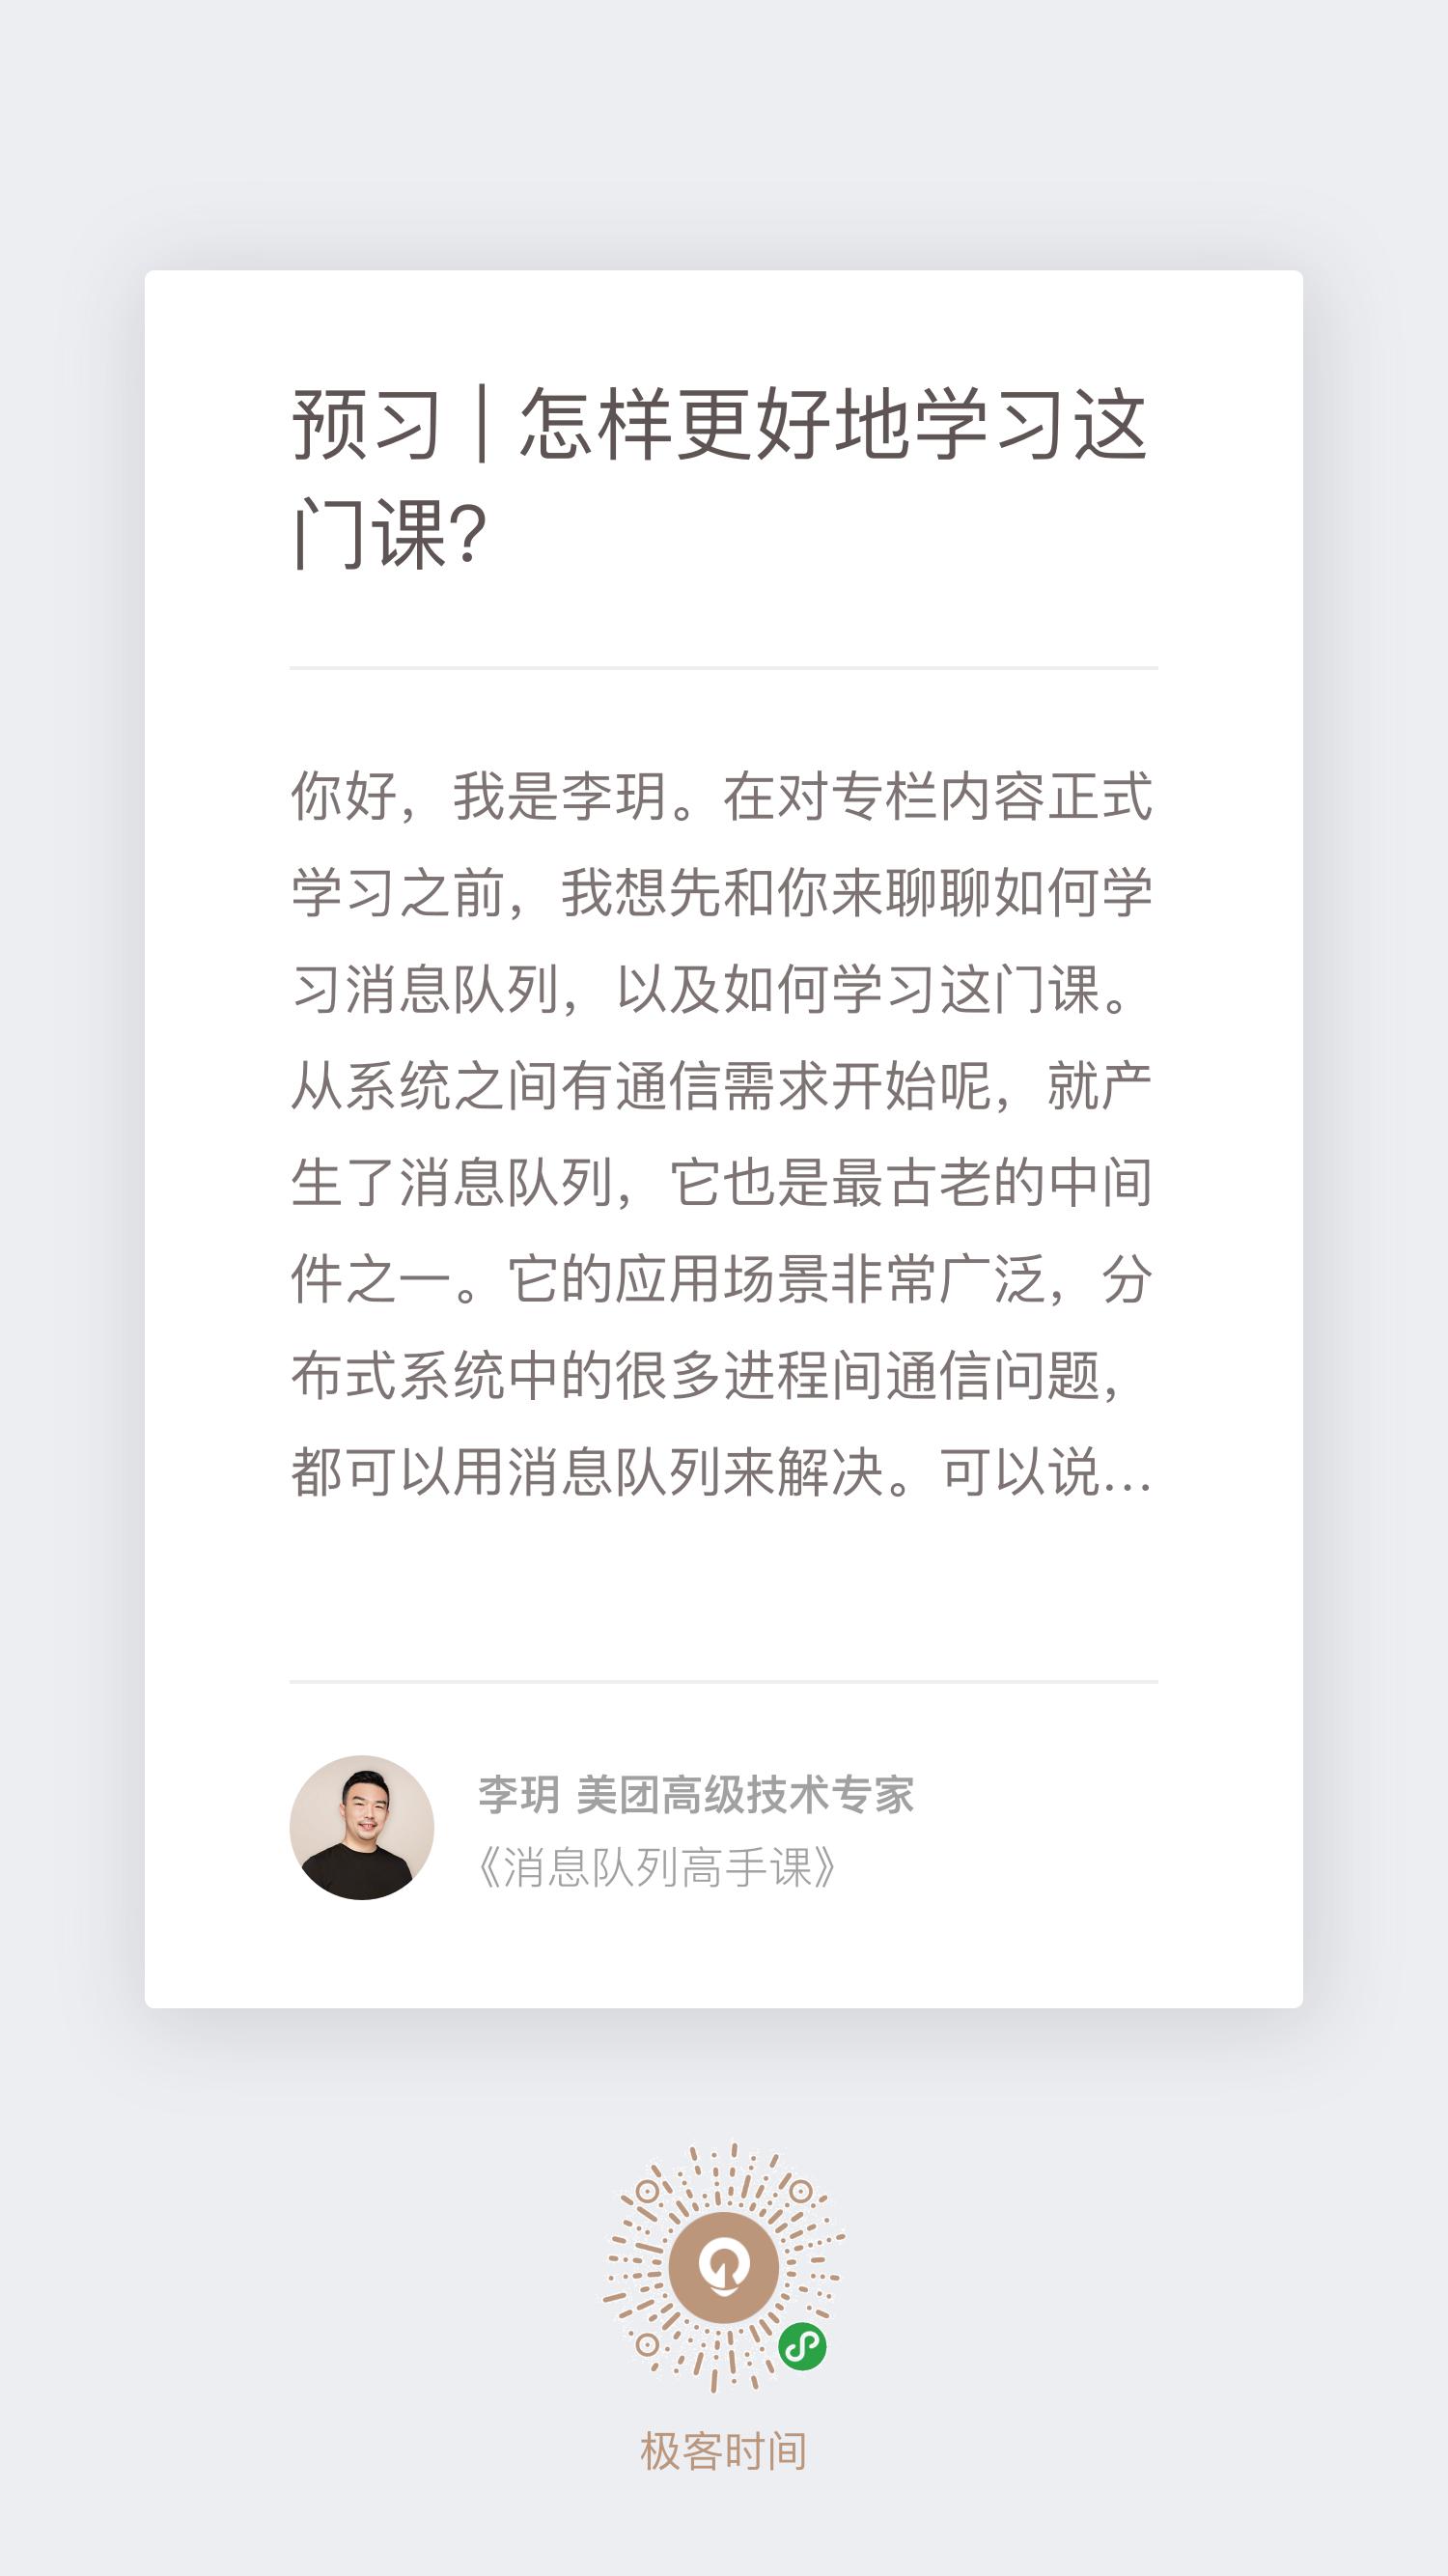 预习 | 怎样更好地学习这
门课?
你好，我是李玥。在对专栏内容正式
学习之前，我想先和你来聊聊如何学
习消息队列，以及如何学习这门课。
从系统之间有通信需求开始呢，就产
生了消息队列，它也是最古老的中间
件之一。它的应用场景非常广泛，分
布式系统中的很多进程间通信问题，
都可以用消息队列来解决。可以说...
李玥 美团高级技术专家
《消息队列高手课》
极客时间